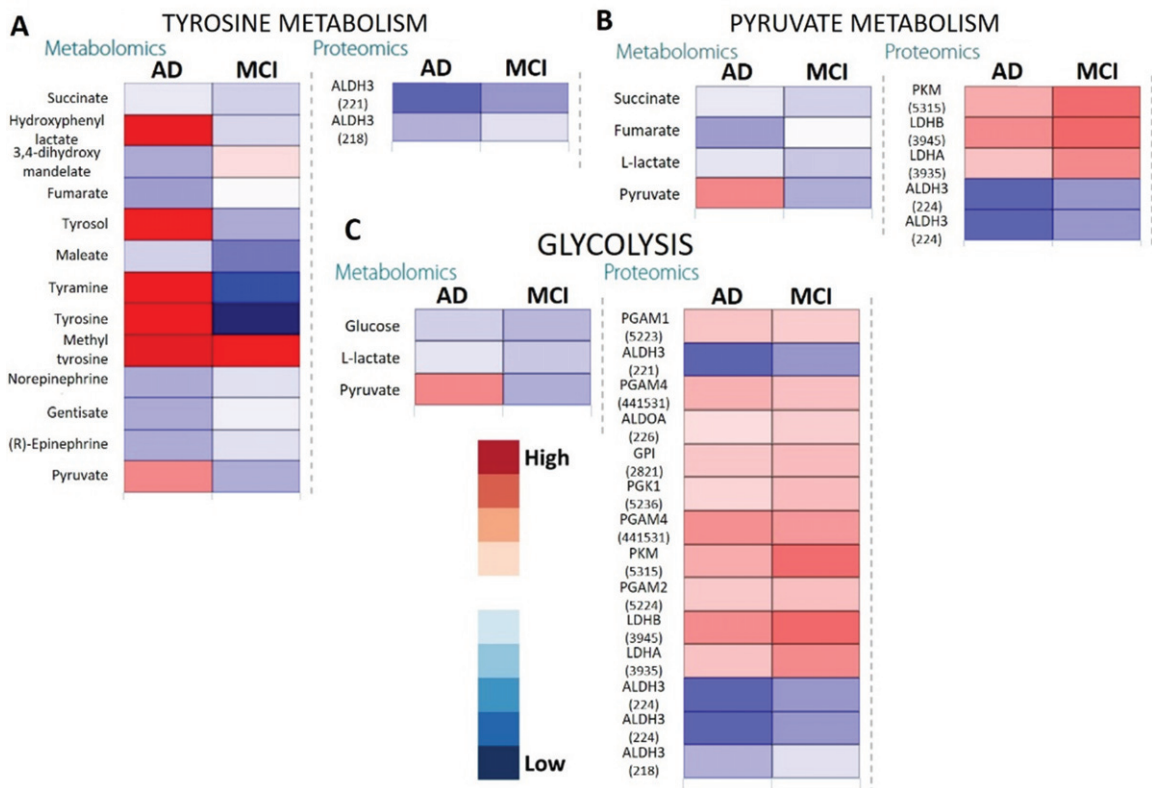 A
TYROSINE METABOLISM
Metabolomics
Proteomics
AD
MCI
AD
MCI
Succinate
Hydroxyphenyl
lactate
3,4-dihydroxy
mandelate
Fumarate
Tyrosol
Maleate
Tyramine
Tyrosine
Methyl
tyrosine
Norepinephrine
Gentisate
(R)-Epinephrine
Pyruvate
ALDH3
(221)
ALDH3
(218)
B
PYRUVATE METABOLISM
Metabolomics
Proteomics
AD
MCI
AD
MCI
Succinate
Fumarate
L-lactate
Pyruvate
PKM
(5315)
LDHB
(3945)
LDHA
(3935)
ALDH3
(224)
ALDH3
(224)
C
GLYCOLYSIS
Metabolomics
Proteomics
AD
MCI
AD
MCI
Glucose
L-lactate
Pyruvate
PGAM1
(5223)
ALDH3
(221)
PGAM4
(441531)
ALDOA
(226)
GPI
(2821)
PGK1
(5236)
PGAM4
(441531)
PKM
(5315)
PGAM2
(5224)
LDHB
(3945)
LDHA
(3935)
ALDH3
(224)
ALDH3
(224)
ALDH3
(218)
High
Low